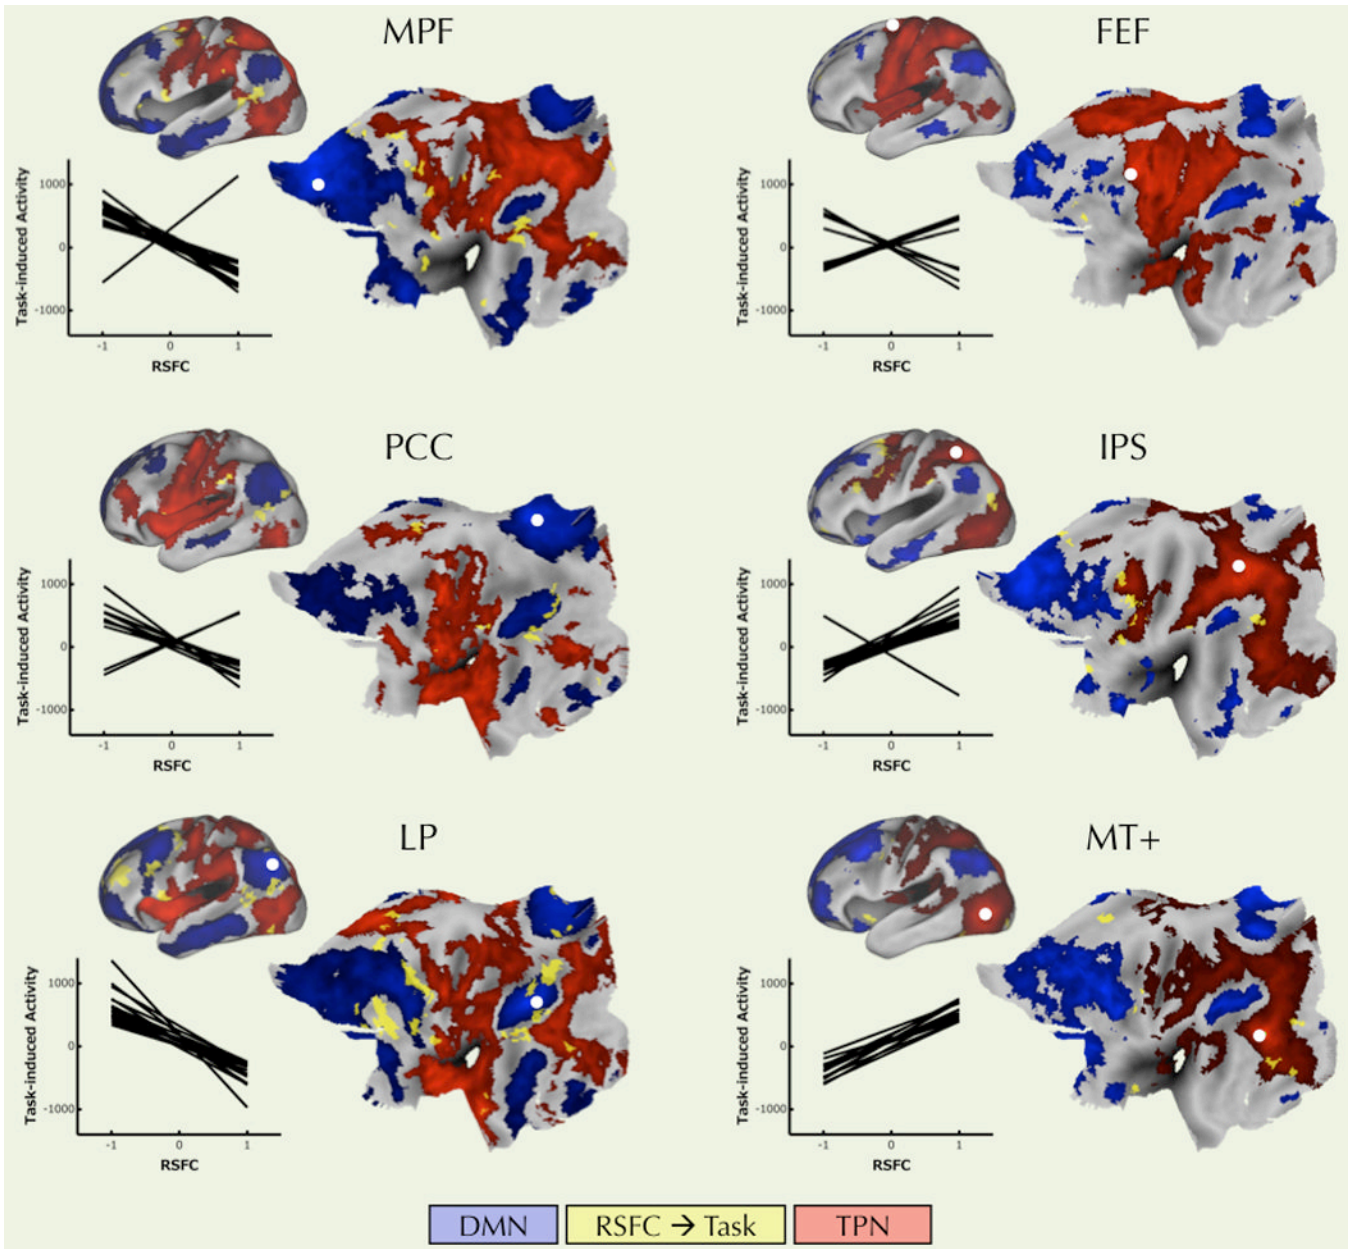 MPF
Task-induced Activity
1000
0
-1000
-1 0 1
RSFC
FEF
Task-induced Activity
1000
0
-1000
-1 0 1
RSFC
PCC
Task-induced Activity
1000
0
-1000
-1 0 1
RSFC
IPS
Task-induced Activity
1000
0
-1000
-1 0 1
RSFC
LP
Task-induced Activity
1000
0
-1000
-1 0 1
RSFC
MT+
Task-induced Activity
1000
0
-1000
-1 0 1
RSFC
DMN
RSFC → Task
TPN